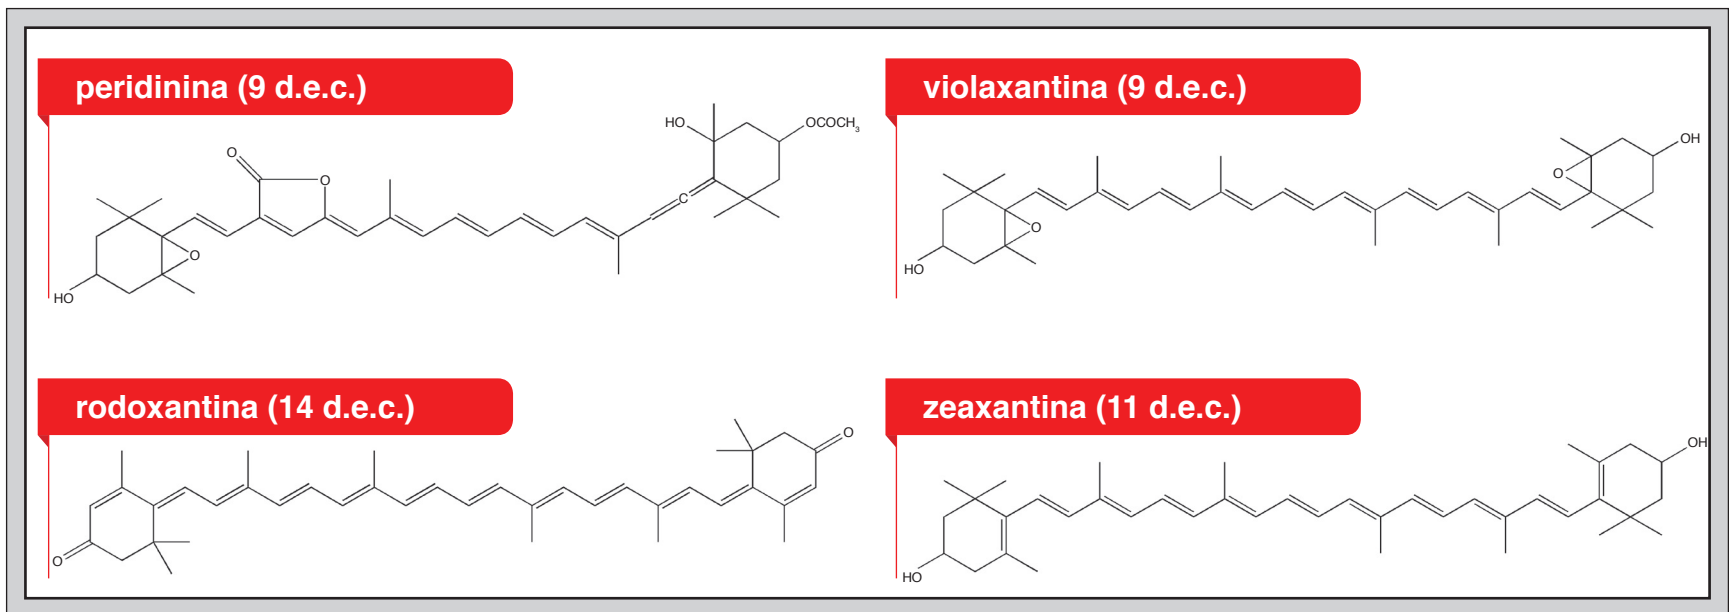 peridinina (9 d.e.c.)
O
O
HO
OCOCH3
C
O
HO
violaxantina (9 d.e.c.)
OH
O
O
HO
rodoxantina (14 d.e.c.)
O
O
zeaxantina (11 d.e.c.)
OH
HO